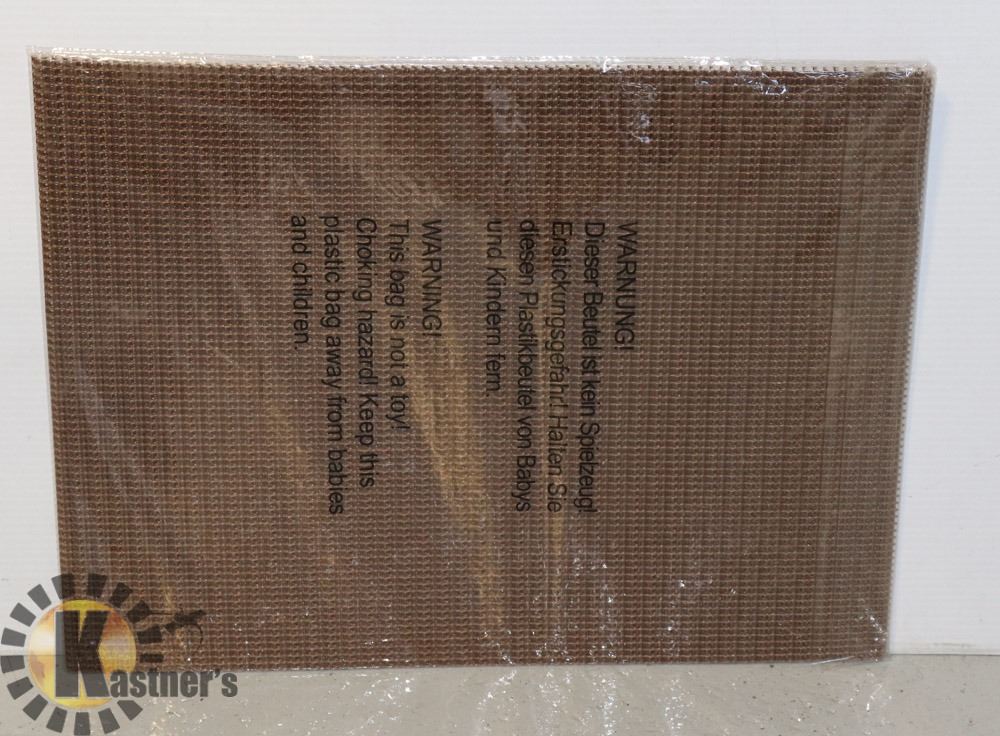 WARNUNG!
Dieser Beutel ist kein Spielzeug!
Erstickungsgefahr! Halten Sie
diesen Plastikbeutel von Babys
und Kindern fern.
WARNING!
This bag is not a toy!
Choking hazard! Keep this
plastic bag away from babies
and children.
Kastner's